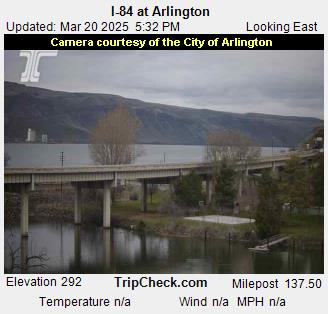 I-84 at Arlington
Updated: Mar 20 2025 5:32 PM Looking East
Camera courtesy of the City of Arlington
Elevation 292 TripCheck.com Milepost 137.50
Temperature n/a Wind n/a MPH n/a